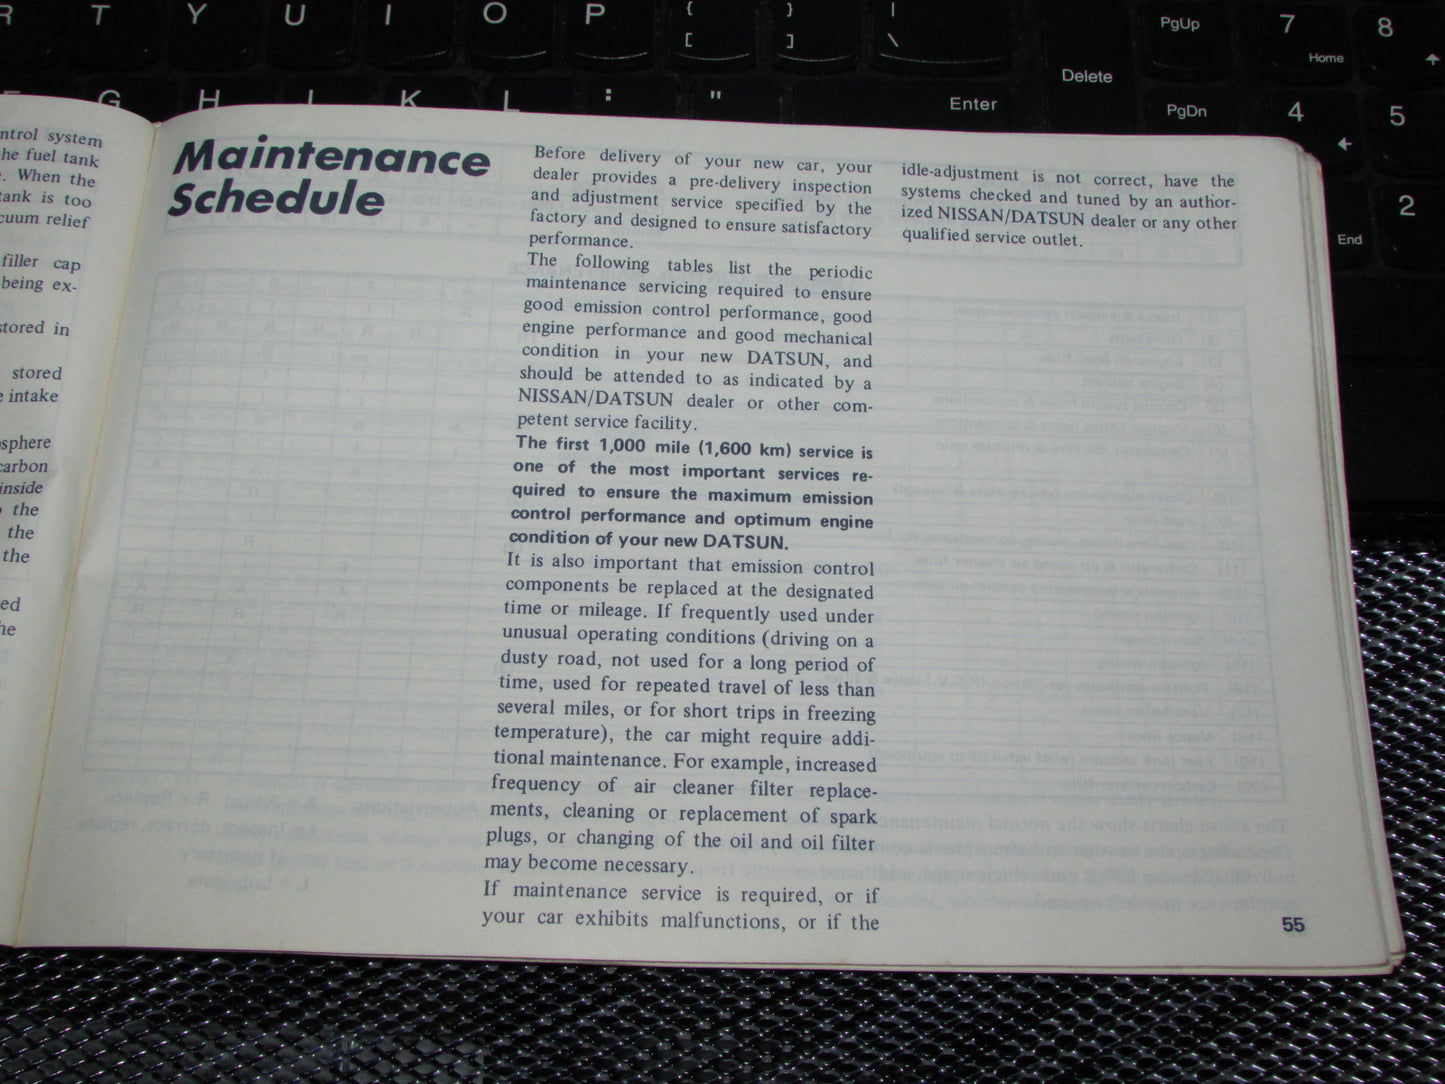 R T Y U I O P { } |
[ ] \
PgUp 7 8
Home
Delete
G H J K L : "
Enter
PgDn 4 5
2
End
ntrol system
he fuel tank
. When the
tank is too
cuum relief
filler cap
being ex-
stored in
stored
e intake
osphere
carbon
inside
the
the
the
ed
he
Maintenance
Schedule
Before delivery of your new car, your
dealer provides a pre-delivery inspection
and adjustment service specified by the
factory and designed to ensure satisfactory
performance.
The following tables list the periodic
maintenance servicing required to ensure
good emission control performance, good
engine performance and good mechanical
condition in your new DATSUN, and
should be attended to as indicated by a
NISSAN/DATSUN dealer or other com-
petent service facility.
The first 1,000 mile (1,600 km) service is
one of the most important services re-
quired to ensure the maximum emission
control performance and optimum engine
condition of your new DATSUN.
It is also important that emission control
components be replaced at the designated
time or mileage. If frequently used under
unusual operating conditions (driving on a
dusty road, not used for a long period of
time, used for repeated travel of less than
several miles, or for short trips in freezing
temperature), the car might require addi-
tional maintenance. For example, increased
frequency of air cleaner filter replace-
ments, cleaning or replacement of spark
plugs, or changing of the oil and oil filter
may become necessary.
If maintenance service is required, or if
your car exhibits malfunctions, or if the
idle-adjustment is not correct, have the
systems checked and tuned by an author-
ized NISSAN/DATSUN dealer or any other
qualified service outlet.
55